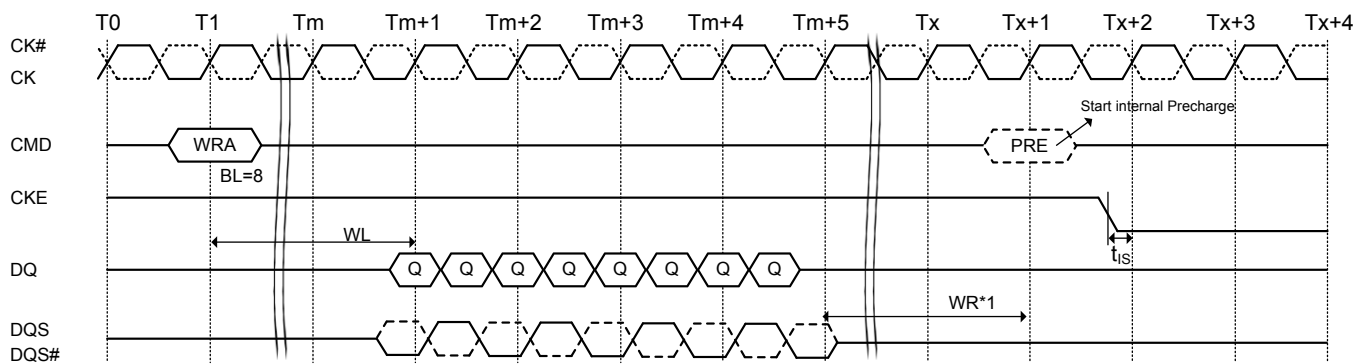 T0 T1 Tm Tm+1 Tm+2 Tm+3 Tm+4 Tm+5 Tx Tx+1 Tx+2 Tx+3 Tx+4
CK#
CK
Start internal Precharge
CMD WRA PRE
BL=8
CKE
WL
tIS
DQ Q Q Q Q Q Q Q Q
WR*1
DQS
DQS#